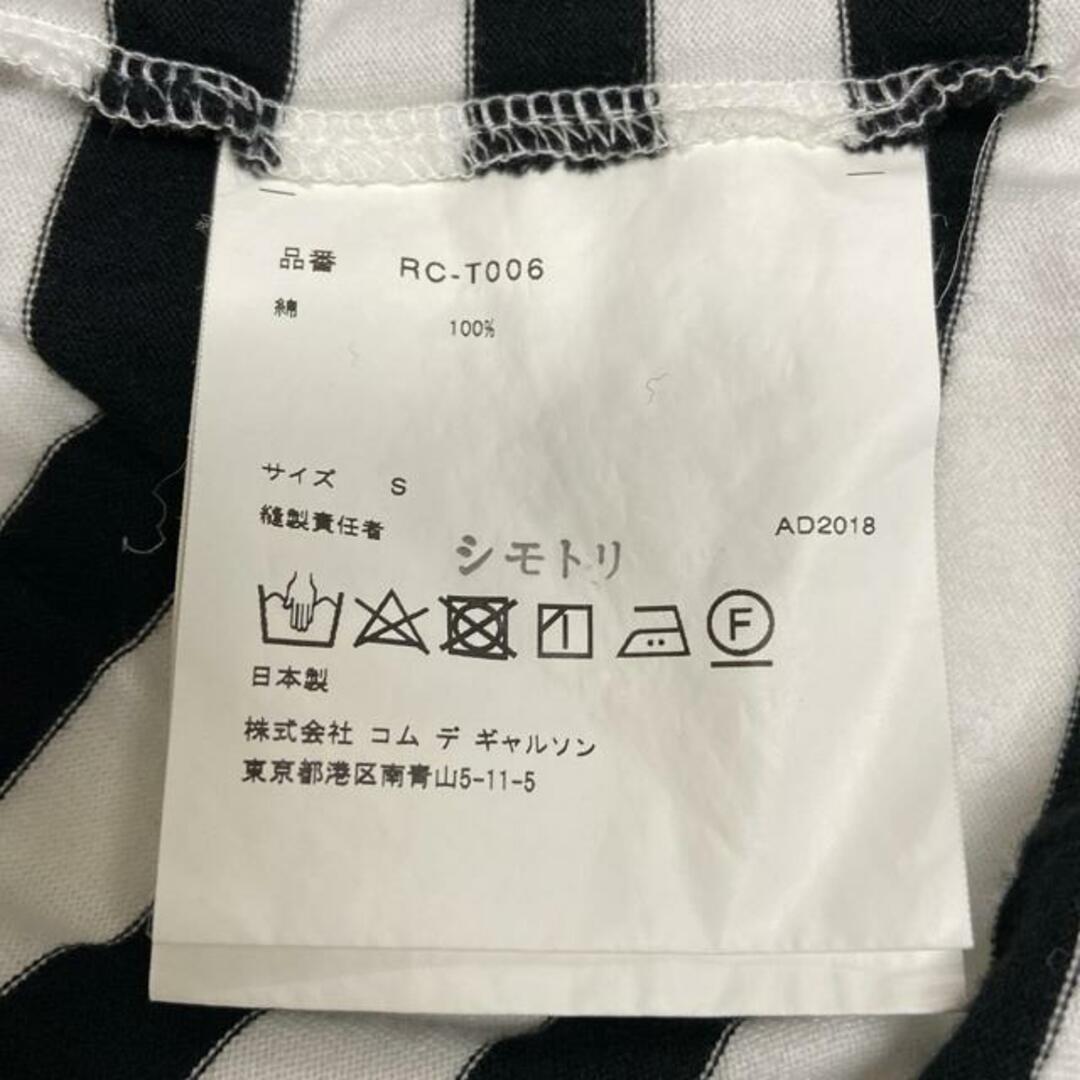 品番 RC-T006
綿
100%
サイズ S
縫製責任者 AD2018
シモトリ
F
日本製
株式会社 コム デ ギャルソン
東京都港区南青山5-11-5